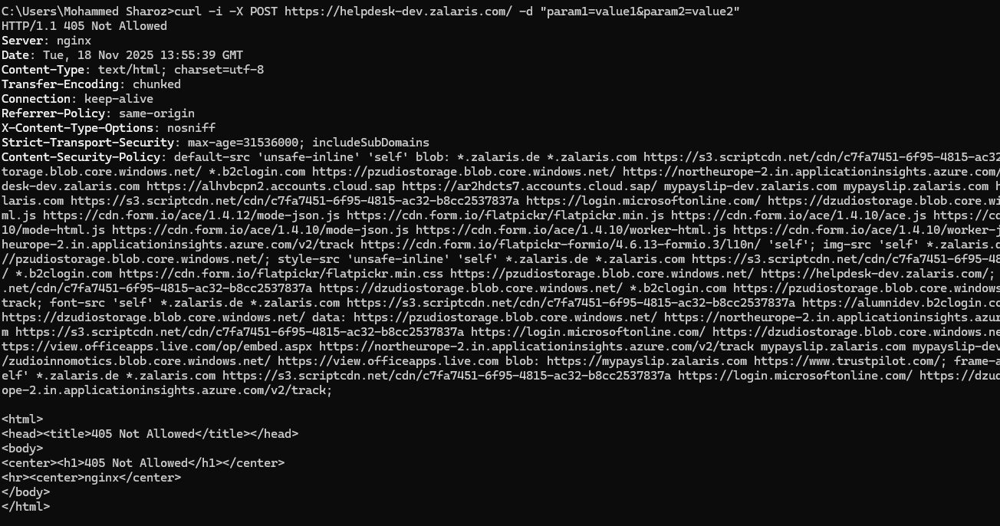 C:\Users\Mohammed Sharoz>curl -i -X POST https://helpdesk-dev.zalaris.com/ -d "param1=value1&param2=value2"
HTTP/1.1 405 Not Allowed
Server: nginx
Date: Tue, 18 Nov 2025 13:55:39 GMT
Content-Type: text/html; charset=utf-8
Transfer-Encoding: chunked
Connection: keep-alive
Referrer-Policy: same-origin
X-Content-Type-Options: nosniff
Strict-Transport-Security: max-age=31536000; includeSubDomains
Content-Security-Policy: default-src 'unsafe-inline' 'self' blob: *.zalaris.de *.zalaris.com https://s3.scriptcdn.net/cdn/c7fa7451-6f95-4815-ac32
torage.blob.core.windows.net/ *.b2clogin.com https://pzudiostorage.blob.core.windows.net/ https://northeurope-2.in.applicationinsights.azure.com/
desk-dev.zalaris.com https://alhvbcpn2.accounts.cloud.sap https://ar2hdcts7.accounts.cloud.sap/ mypayslip-dev.zalaris.com mypayslip.zalaris.com h
laris.com https://s3.scriptcdn.net/cdn/c7fa7451-6f95-4815-ac32-b8cc2537837a https://login.microsoftonline.com/ https://dzudiostorage.blob.core.wi
ml.js https://cdn.form.io/ace/1.4.12/mode-json.js https://cdn.form.io/flatpickr/flatpickr.min.js https://cdn.form.io/ace/1.4.10/ace.js https://cd
10/mode-html.js https://cdn.form.io/ace/1.4.10/mode-json.js https://cdn.form.io/ace/1.4.10/worker-html.js https://cdn.form.io/ace/1.4.10/worker-j
heurope-2.in.applicationinsights.azure.com/v2/track https://cdn.form.io/flatpickr-formio/4.6.13-formio.3/l10n/ 'self'; img-src 'self' *.zalaris.d
//pzudiostorage.blob.core.windows.net/; style-src 'unsafe-inline' 'self' *.zalaris.de *.zalaris.com https://s3.scriptcdn.net/cdn/c7fa7451-6f95-48
/ *.b2clogin.com https://cdn.form.io/flatpickr/flatpickr.min.css https://pzudiostorage.blob.core.windows.net/ https://helpdesk-dev.zalaris.com/;
.net/cdn/c7fa7451-6f95-4815-ac32-b8cc2537837a https://dzudiostorage.blob.core.windows.net/ *.b2clogin.com https://pzudiostorage.blob.core.windows
track; font-src 'self' *.zalaris.de *.zalaris.com https://s3.scriptcdn.net/cdn/c7fa7451-6f95-4815-ac32-b8cc2537837a https://alumnidev.b2clogin.co
https://dzudiostorage.blob.core.windows.net/ data: https://pzudiostorage.blob.core.windows.net/ https://northeurope-2.in.applicationinsights.azur
m https://s3.scriptcdn.net/cdn/c7fa7451-6f95-4815-ac32-b8cc2537837a https://login.microsoftonline.com/ https://dzudiostorage.blob.core.windows.ne
ttps://view.officeapps.live.com/op/embed.aspx https://northeurope-2.in.applicationinsights.azure.com/v2/track mypayslip.zalaris.com mypayslip-dev
/zudioinnomotics.blob.core.windows.net/ https://view.officeapps.live.com blob: https://mypayslip.zalaris.com https://www.trustpilot.com/; frame-a
elf' *.zalaris.de *.zalaris.com https://s3.scriptcdn.net/cdn/c7fa7451-6f95-4815-ac32-b8cc2537837a https://login.microsoftonline.com/ https://dzud
ope-2.in.applicationinsights.azure.com/v2/track;
<html>
<head><title>405 Not Allowed</title></head>
<body>
<center><h1>405 Not Allowed</h1></center>
<hr><center>nginx</center>
</body>
</html>